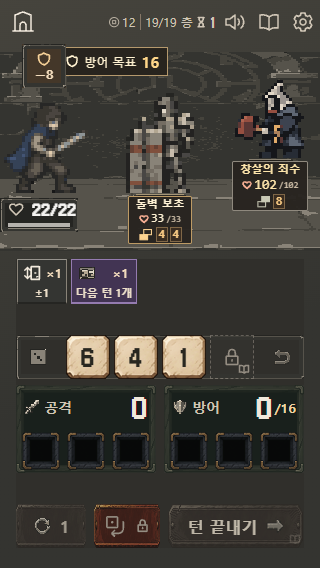 12 19/19 층 1
-8
방어 목표 16
22/22
돌벽 보초
33/33
4 4
창살의 죄수
102/102
8
×1
±1
×1
다음 턴 1개
6 4 1
공격 0
방어 0/16
1
턴 끝내기